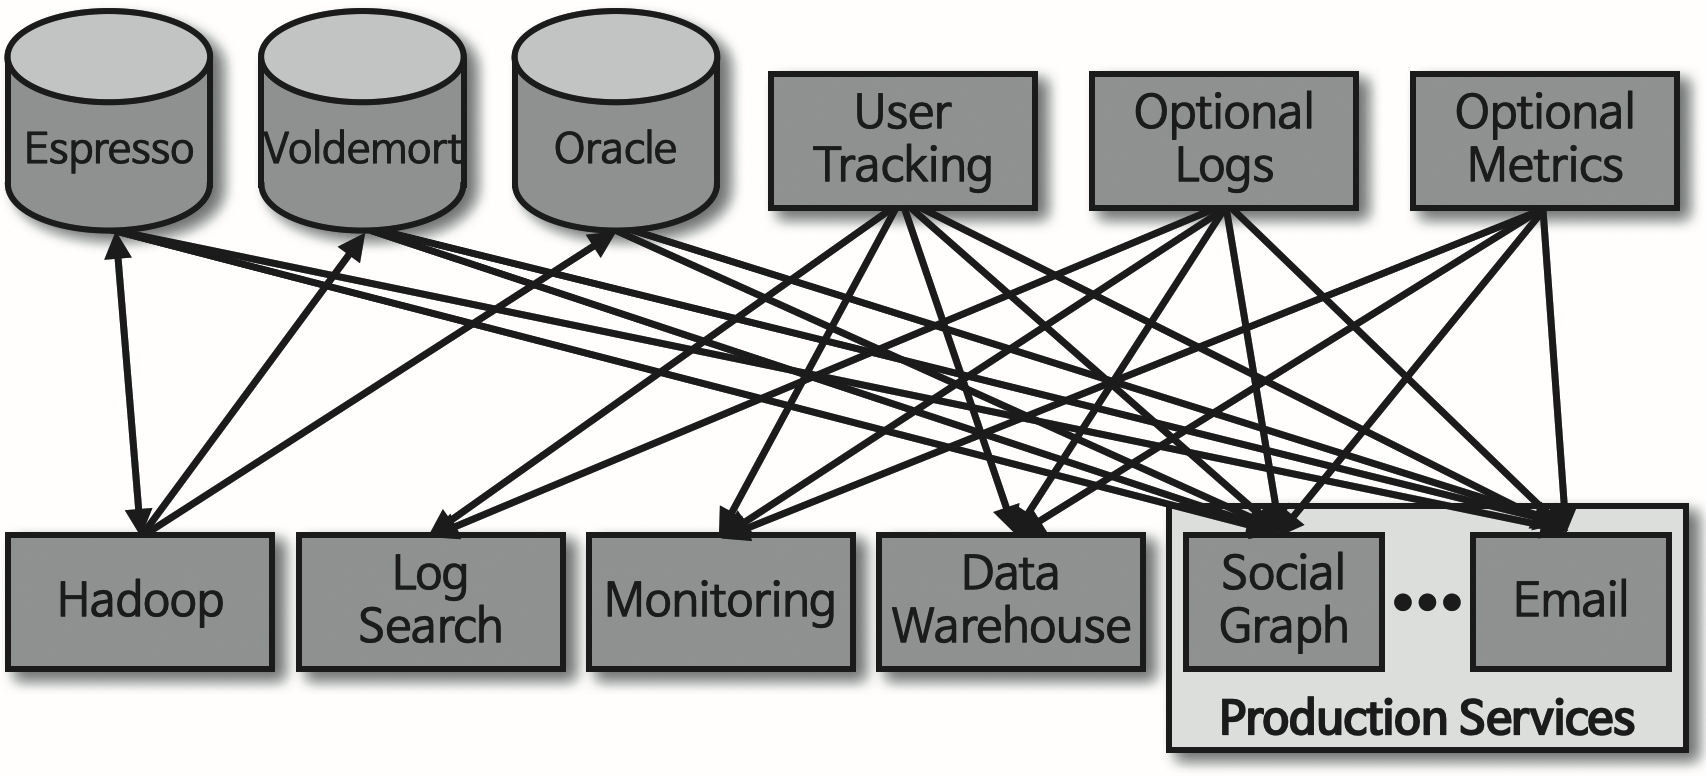 Espresso
Voldemort
Oracle
User
Tracking
Optional
Logs
Optional
Metrics
Hadoop
Log
Search
Monitoring
Data
Warehouse
Social
Graph
Email
Production Services